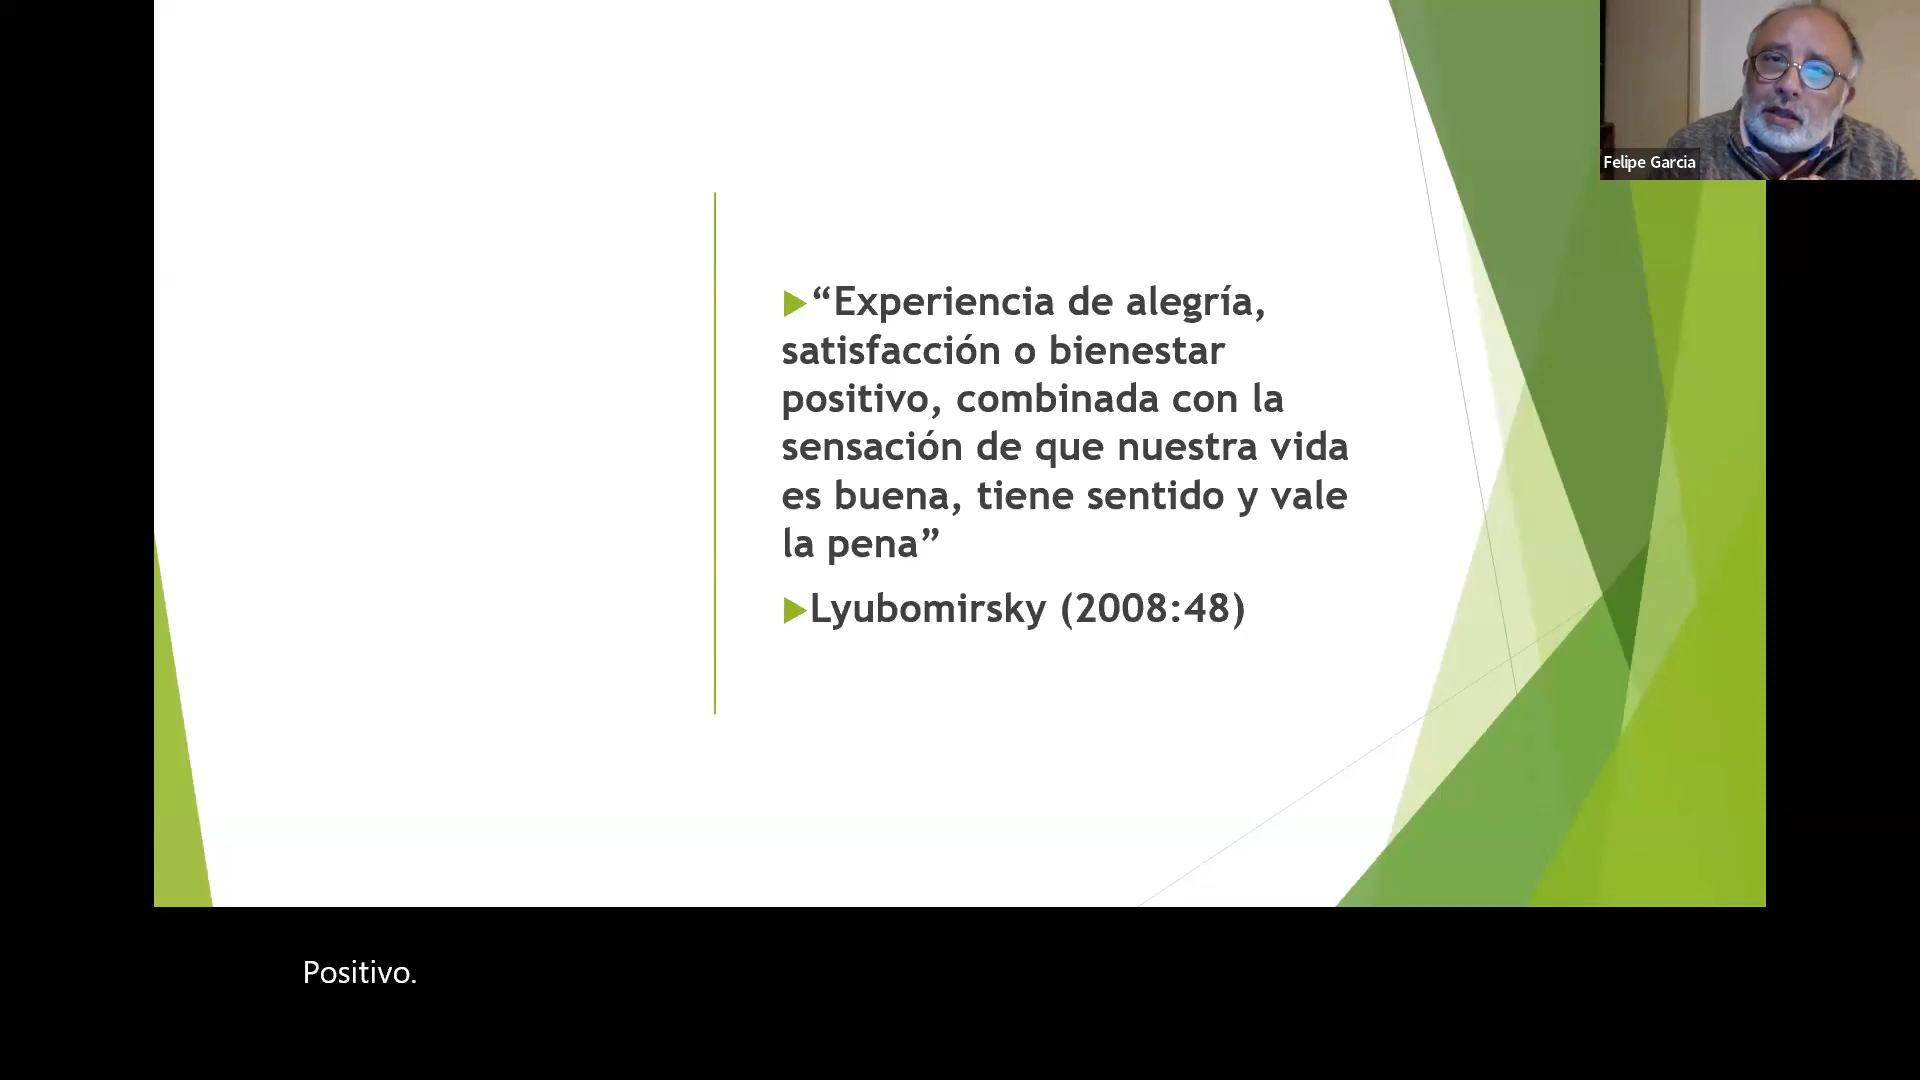 “Experiencia de alegría,
satisfacción o bienestar
positivo, combinada con la
sensación de que nuestra vida
es buena, tiene sentido y vale
la pena”
Lyubomirsky (2008:48)
Felipe Garcia
Positivo.